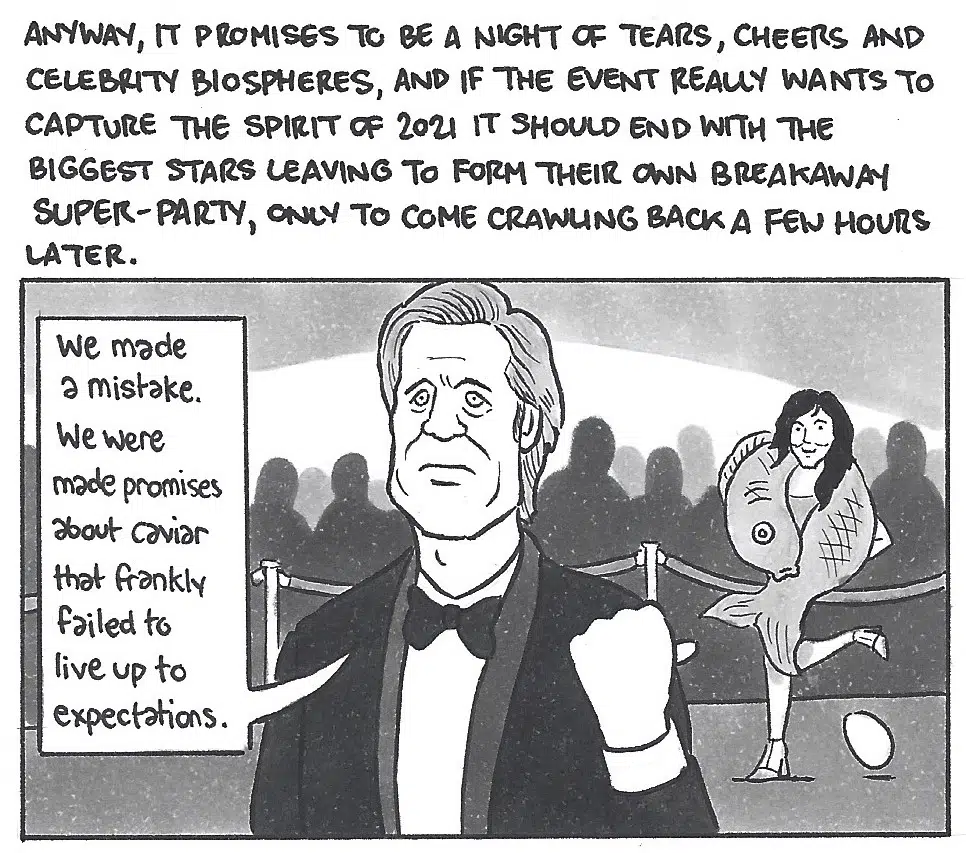 ANYWAY, IT PROMISES TO BE A NIGHT OF TEARS, CHEERS AND
CELEBRITY BIOSPHERES, AND IF THE EVENT REALLY WANTS TO
CAPTURE THE SPIRIT OF 2021 IT SHOULD END WITH THE
BIGGEST STARS LEAVING TO FORM THEIR OWN BREAKAWAY
SUPER-PARTY, ONLY TO COME CRAWLING BACK A FEW HOURS
LATER.
We made
a mistake.
We were
made promises
about caviar
that frankly
failed to
live up to
expectations.